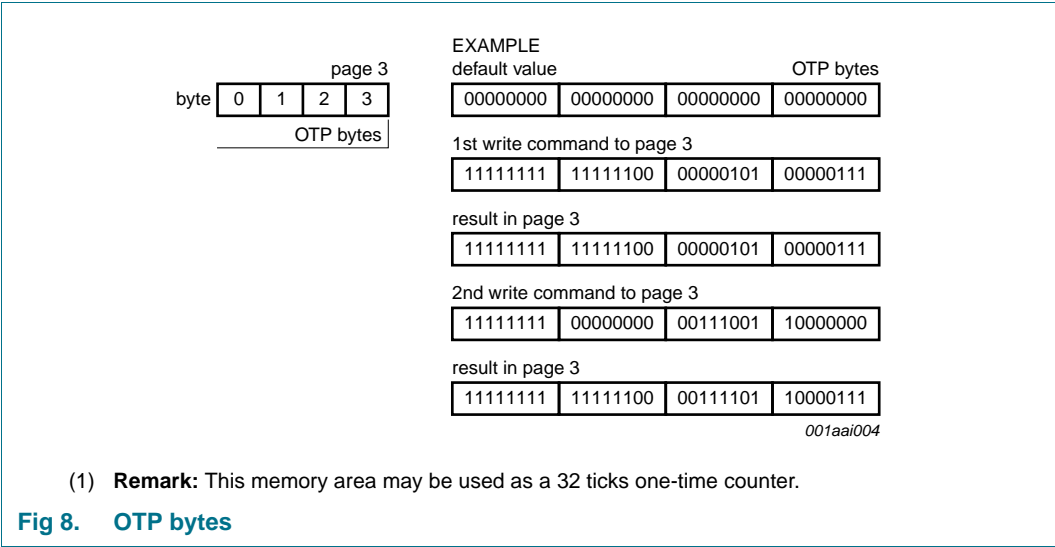 page 3
byte 0 1 2 3
OTP bytes
EXAMPLE
default value OTP bytes
00000000 00000000 00000000 00000000
1st write command to page 3
11111111 11111100 00000101 00000111
result in page 3
11111111 11111100 00000101 00000111
2nd write command to page 3
11111111 00000000 00111001 10000000
result in page 3
11111111 11111100 00111101 10000111
001aai004
(1) Remark: This memory area may be used as a 32 ticks one-time counter.
Fig 8. OTP bytes